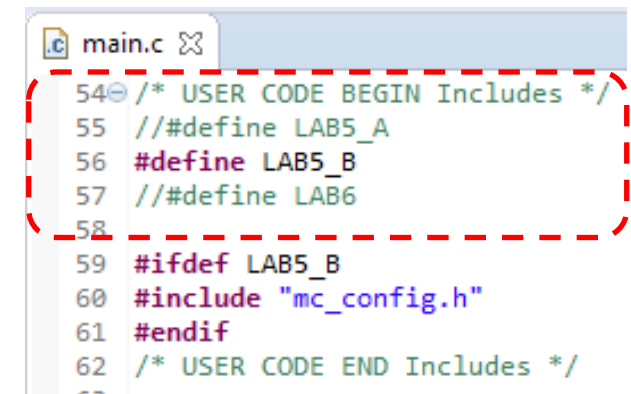 main.c
54 /* USER CODE BEGIN Includes */
55 //#define LAB5_A
56 #define LAB5_B
57 //#define LAB6
58
59 #ifdef LAB5_B
60 #include "mc_config.h"
61 #endif
62 /* USER CODE END Includes */